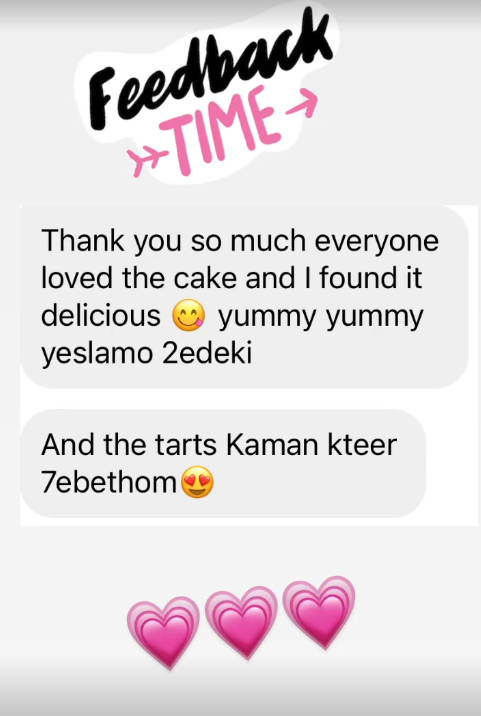 Feedback
TIME
Thank you so much everyone
loved the cake and I found it
delicious 😋 yummy yummy
yeslamo 2edeki
And the tarts Kaman kteer
7ebethom😍